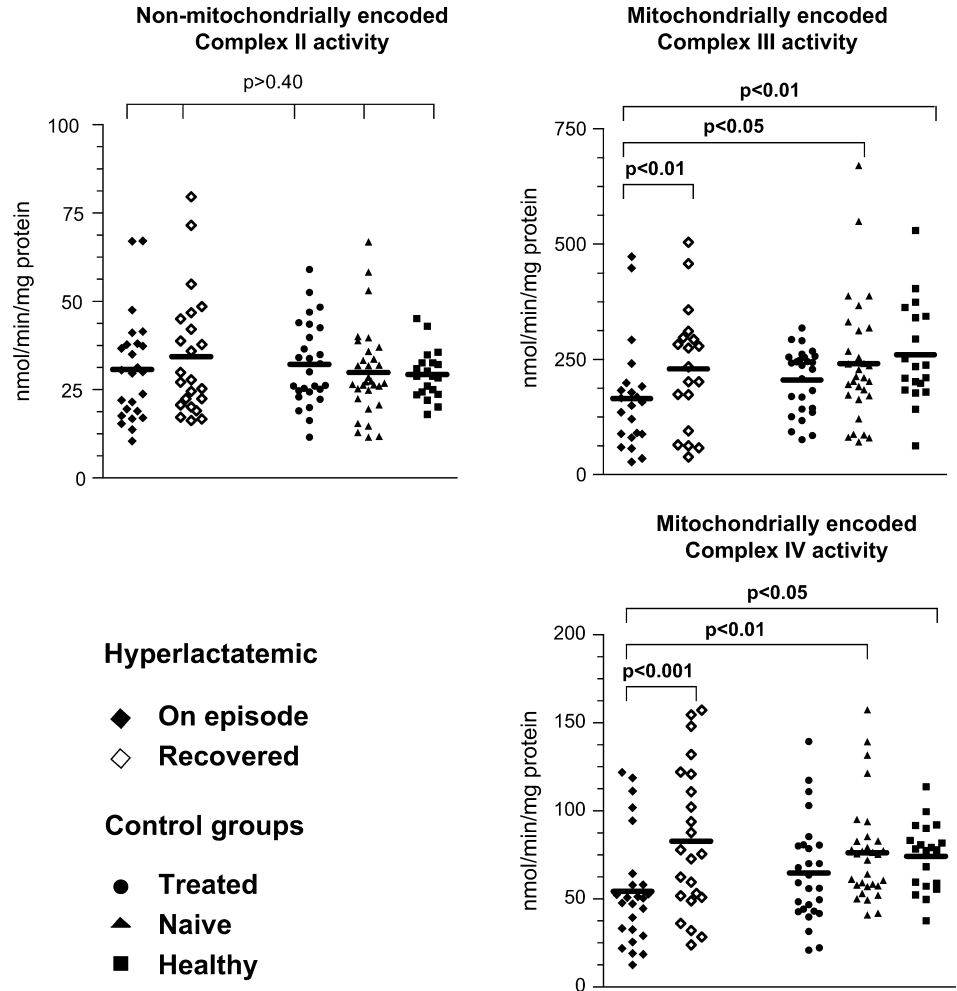 Non-mitochondrially encoded
Complex II activity
p>0.40
100
75
50
25
0
nmol/min/mg protein
Mitochondrially encoded
Complex III activity
p<0.01
p<0.05
p<0.01
750
500
250
0
nmol/min/mg protein
Mitochondrially encoded
Complex IV activity
p<0.05
p<0.01
p<0.001
200
150
100
50
0
nmol/min/mg protein
Hyperlactatemic
On episode
Recovered
Control groups
Treated
Naive
Healthy